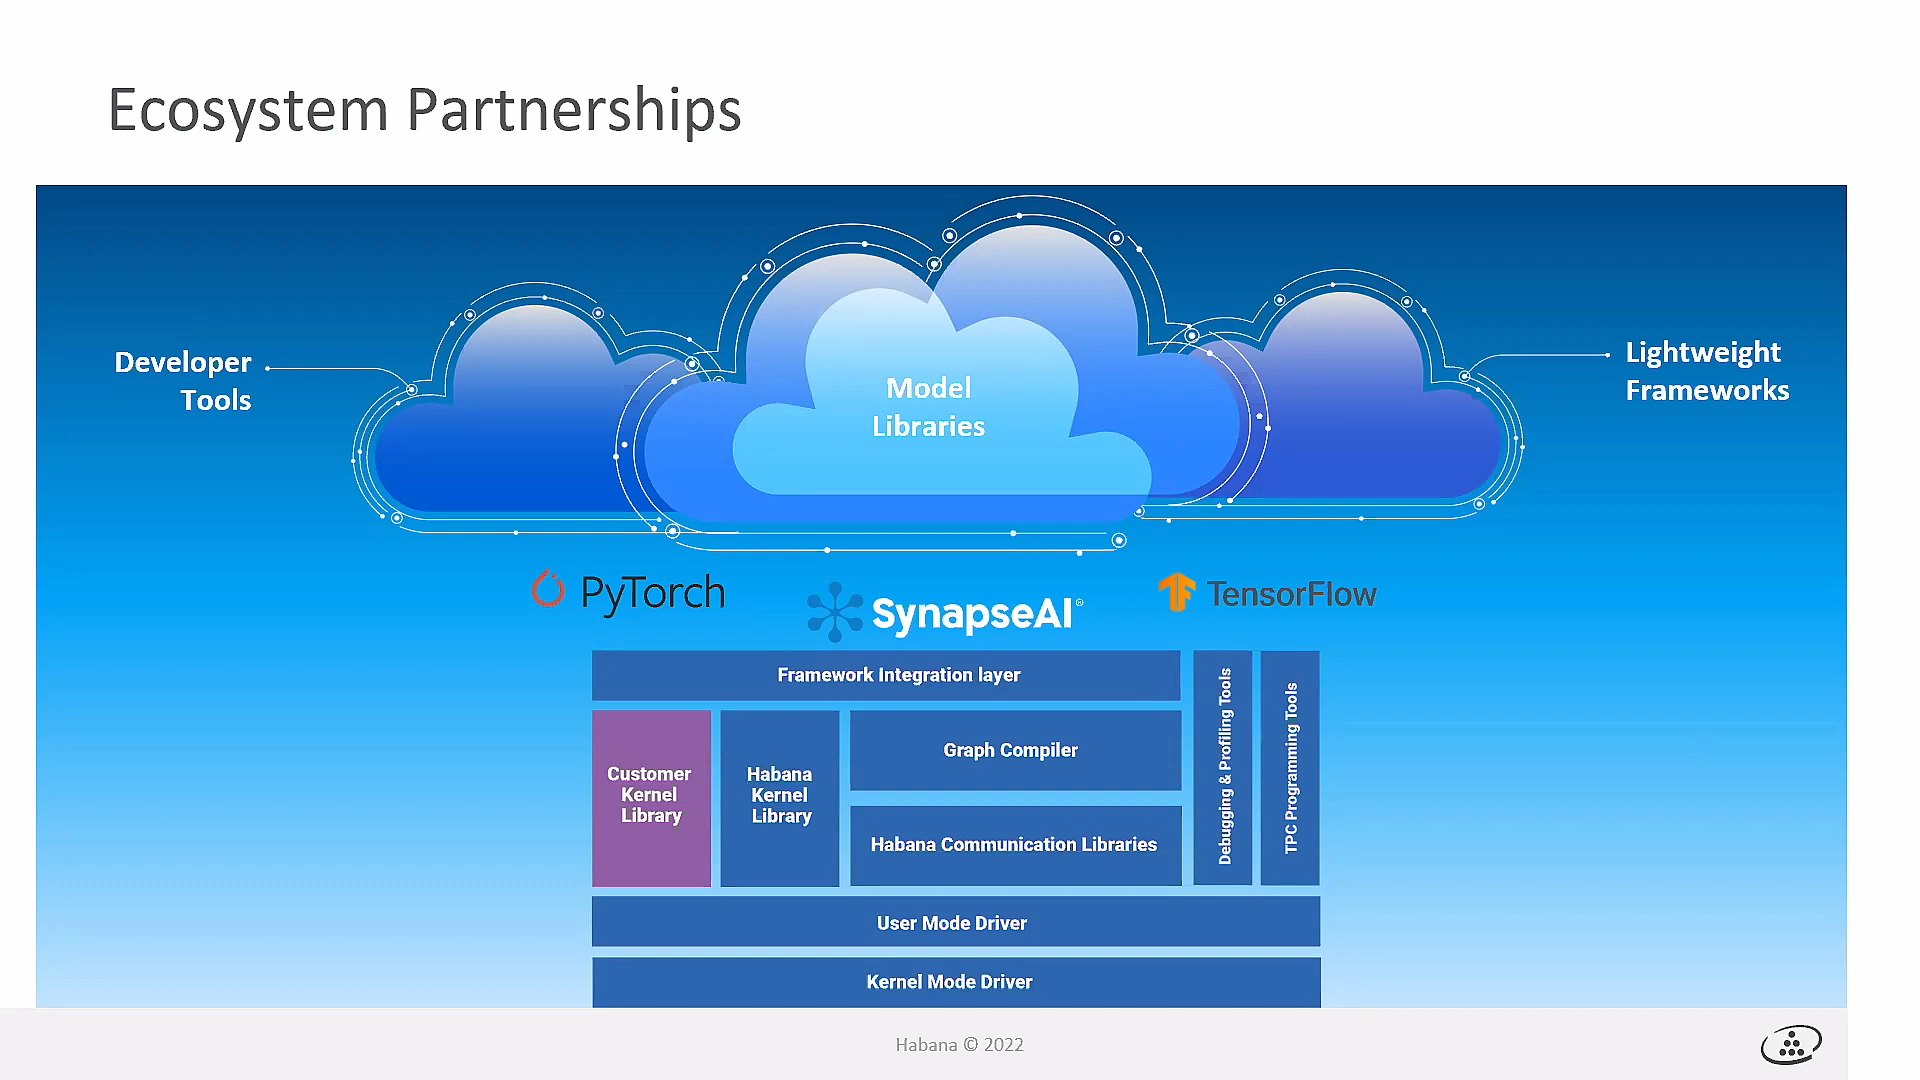 Ecosystem Partnerships
Developer
Tools
Model
Libraries
Lightweight
Frameworks
PyTorch
SynapseAI®
TensorFlow
Framework Integration layer
Customer
Kernel
Library
Habana
Kernel
Library
Graph Compiler
Habana Communication Libraries
Debugging & Profiling Tools
TPC Programming Tools
User Mode Driver
Kernel Mode Driver
Habana © 2022